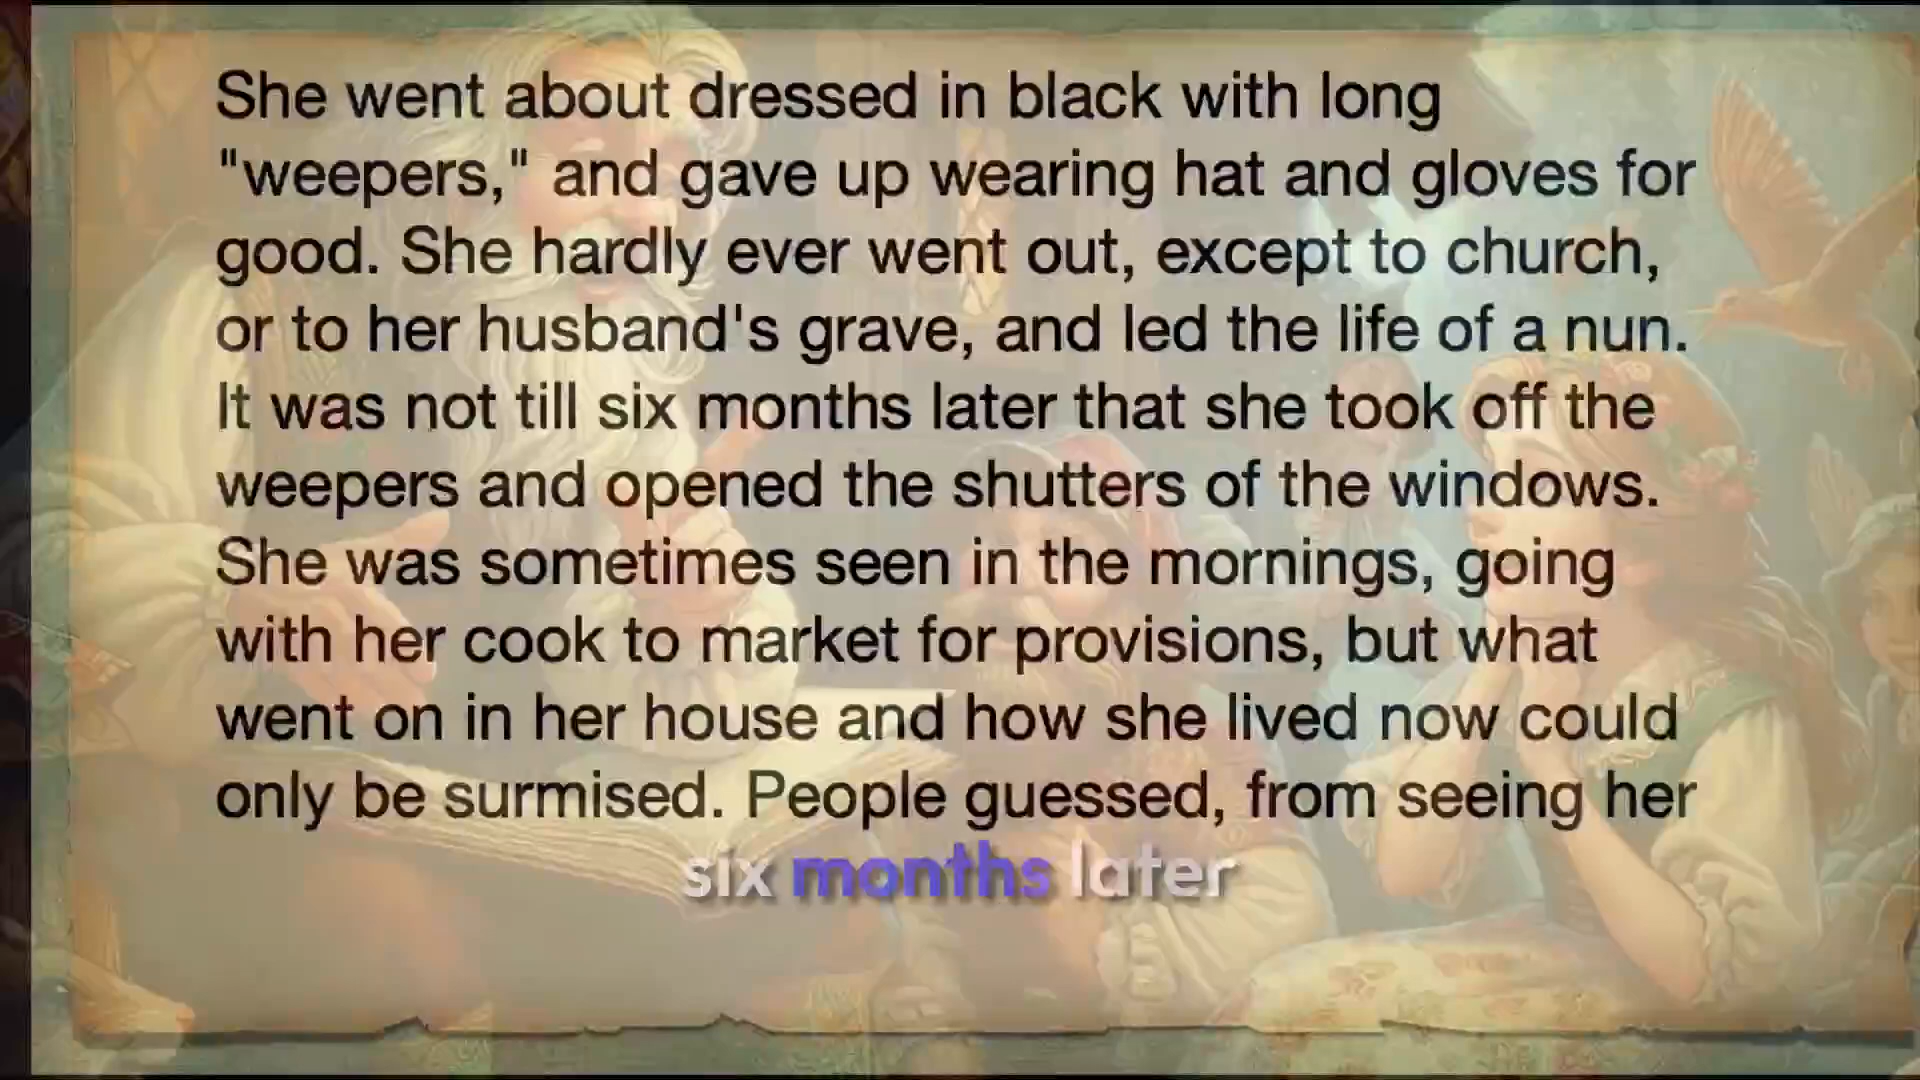 She went about dressed in black with long
"weepers," and gave up wearing hat and gloves for
good. She hardly ever went out, except to church,
or to her husband's grave, and led the life of a nun.
It was not till six months later that she took off the
weepers and opened the shutters of the windows.
She was sometimes seen in the mornings, going
with her cook to market for provisions, but what
went on in her house and how she lived now could
only be surmised. People guessed, from seeing her
six months later